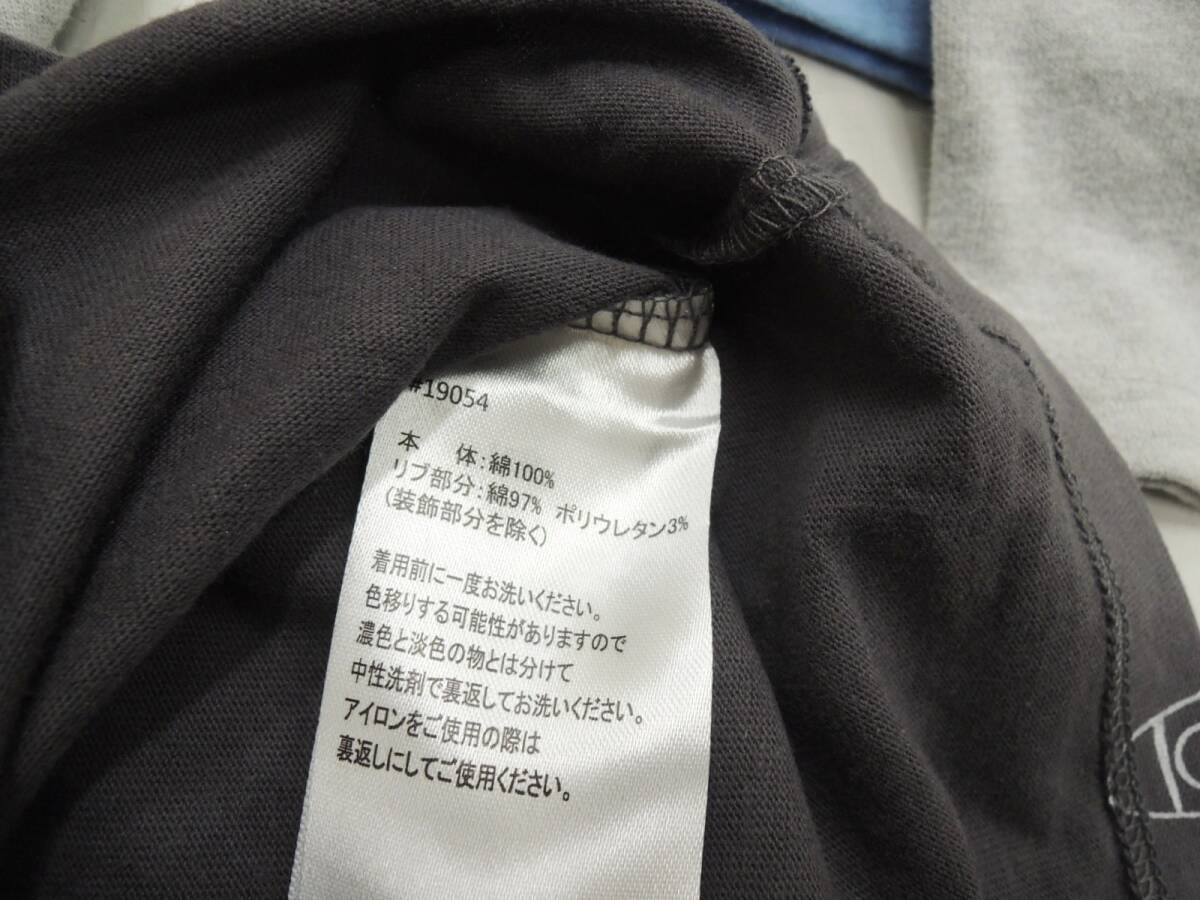 #19054
本　体：綿100%
リブ部分：綿97% ポリウレタン3%
(装飾部分を除く)
着用前に一度お洗いください。
色移りする可能性がありますので
濃色と淡色の物とは分けて
中性洗剤で裏返してお洗いください。
アイロンをご使用の際は
裏返しにしてご使用ください。